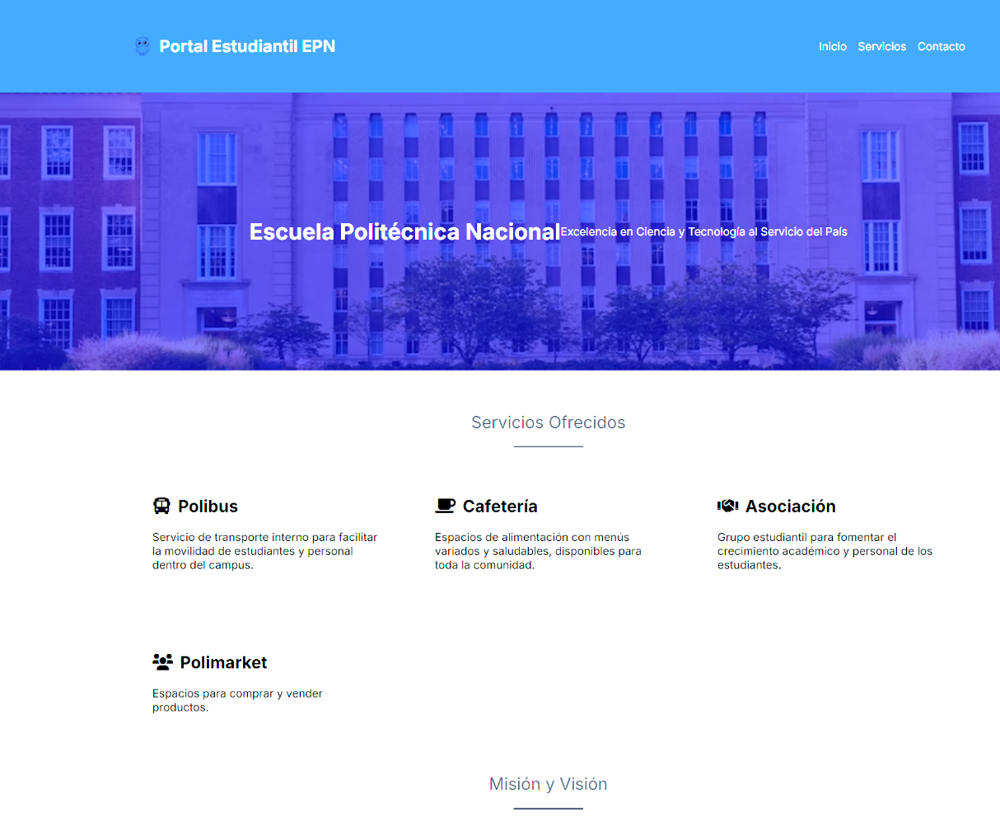 Portal Estudiantil EPN
Inicio Servicios Contacto
Escuela Politécnica Nacional
Excelencia en Ciencia y Tecnología al Servicio del País
Servicios Ofrecidos
Polibus
Servicio de transporte interno para facilitar
la movilidad de estudiantes y personal
dentro del campus.
Cafetería
Espacios de alimentación con menús
variados y saludables, disponibles para
toda la comunidad.
Asociación
Grupo estudiantil para fomentar el
crecimiento académico y personal de los
estudiantes.
Polimarket
Espacios para comprar y vender
productos.
Misión y Visión